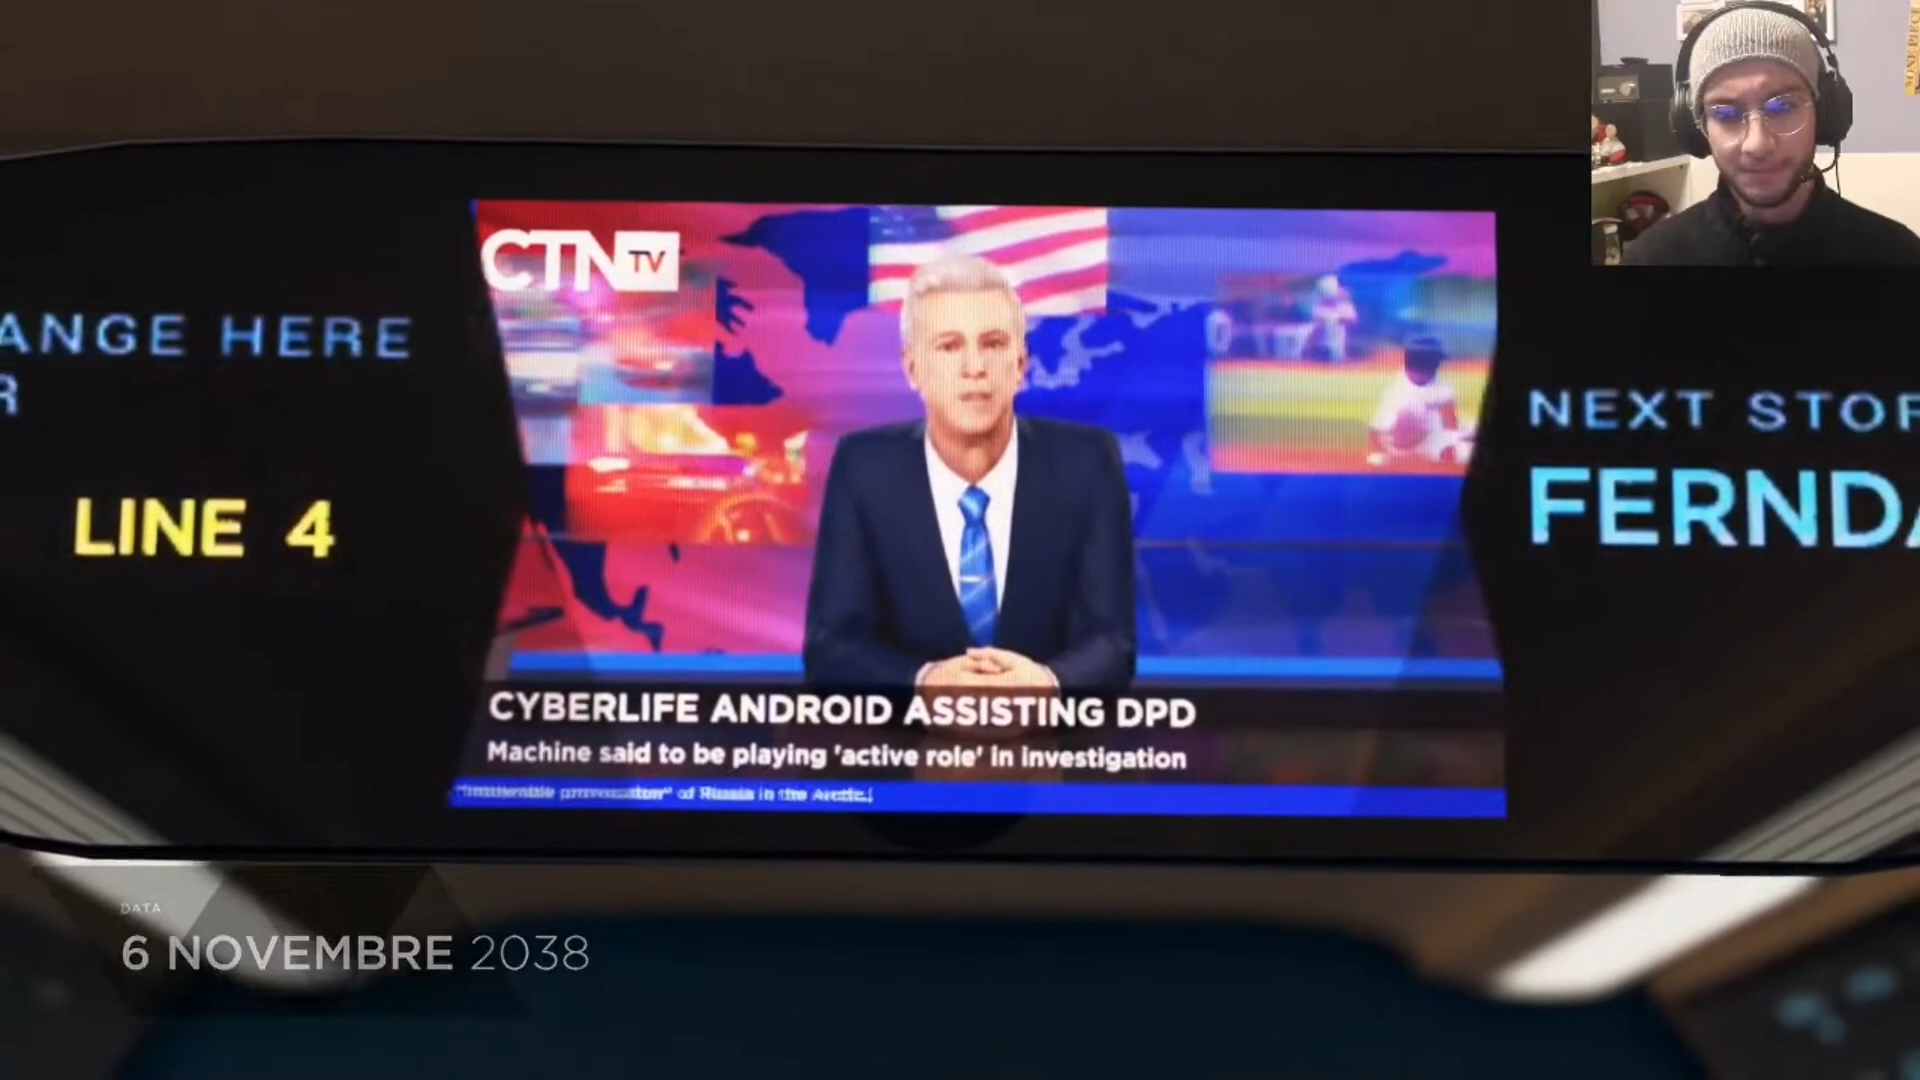 CTN TV
ANGE HERE
R
LINE 4
NEXT STOP
FERNDA
CYBERLIFE ANDROID ASSISTING DPD
Machine said to be playing 'active role' in investigation
of Russia in the Arctic.
DATA
6 NOVEMBRE 2038